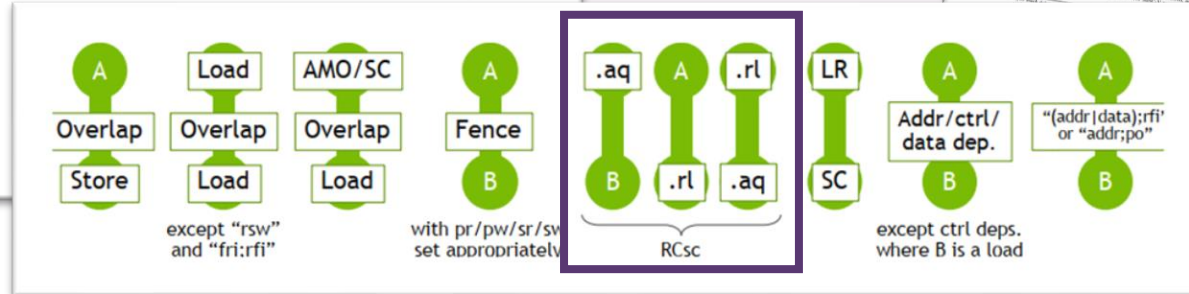 A
Overlap
Store
Load
Overlap
Load
except “rsw”
and “fri;rfi”
AMO/SC
Overlap
Load
A
Fence
B
with pr/pw/sr/sw
set appropriately
.aq
B
A
.rl
.rl
.aq
RCsc
LR
SC
A
Addr/ctrl/
data dep.
B
except ctrl deps.
where B is a load
A
“(addr|data);rfi”
or “addr;po”
B